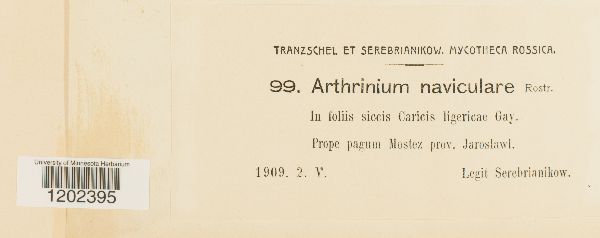 TRANZSCHEL ET SEREBRIANIKOW. MYCOTHECA ROSSICA.
99. Arthrinium naviculare Rostr.
In foliis siccis Caricis ligericae Gay.
Prope pagum Mostez prov. Jaroslawl.
1909. 2. V. Legit Serebrianikow.
University of Minnesota Herbarium
1202395